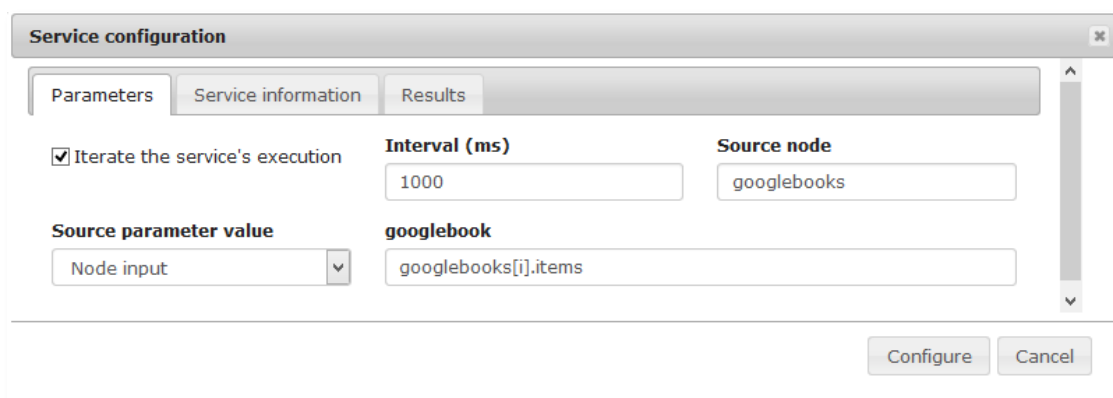 Service configuration
Parameters Service information Results
Iterate the service's execution
Interval (ms)
1000
Source node
googlebooks
Source parameter value
Node input
googlebook
googlebooks[i].items
Configure Cancel